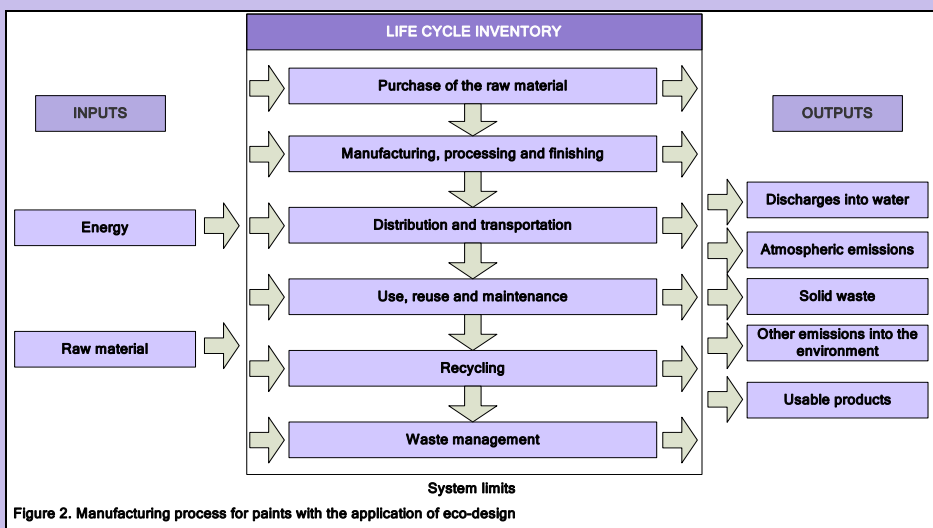 LIFE CYCLE INVENTORY
INPUTS
Energy
Raw material
Purchase of the raw material
Manufacturing, processing and finishing
Distribution and transportation
Use, reuse and maintenance
Recycling
Waste management
OUTPUTS
Discharges into water
Atmospheric emissions
Solid waste
Other emissions into the
environment
Usable products
System limits
Figure 2. Manufacturing process for paints with the application of eco-design